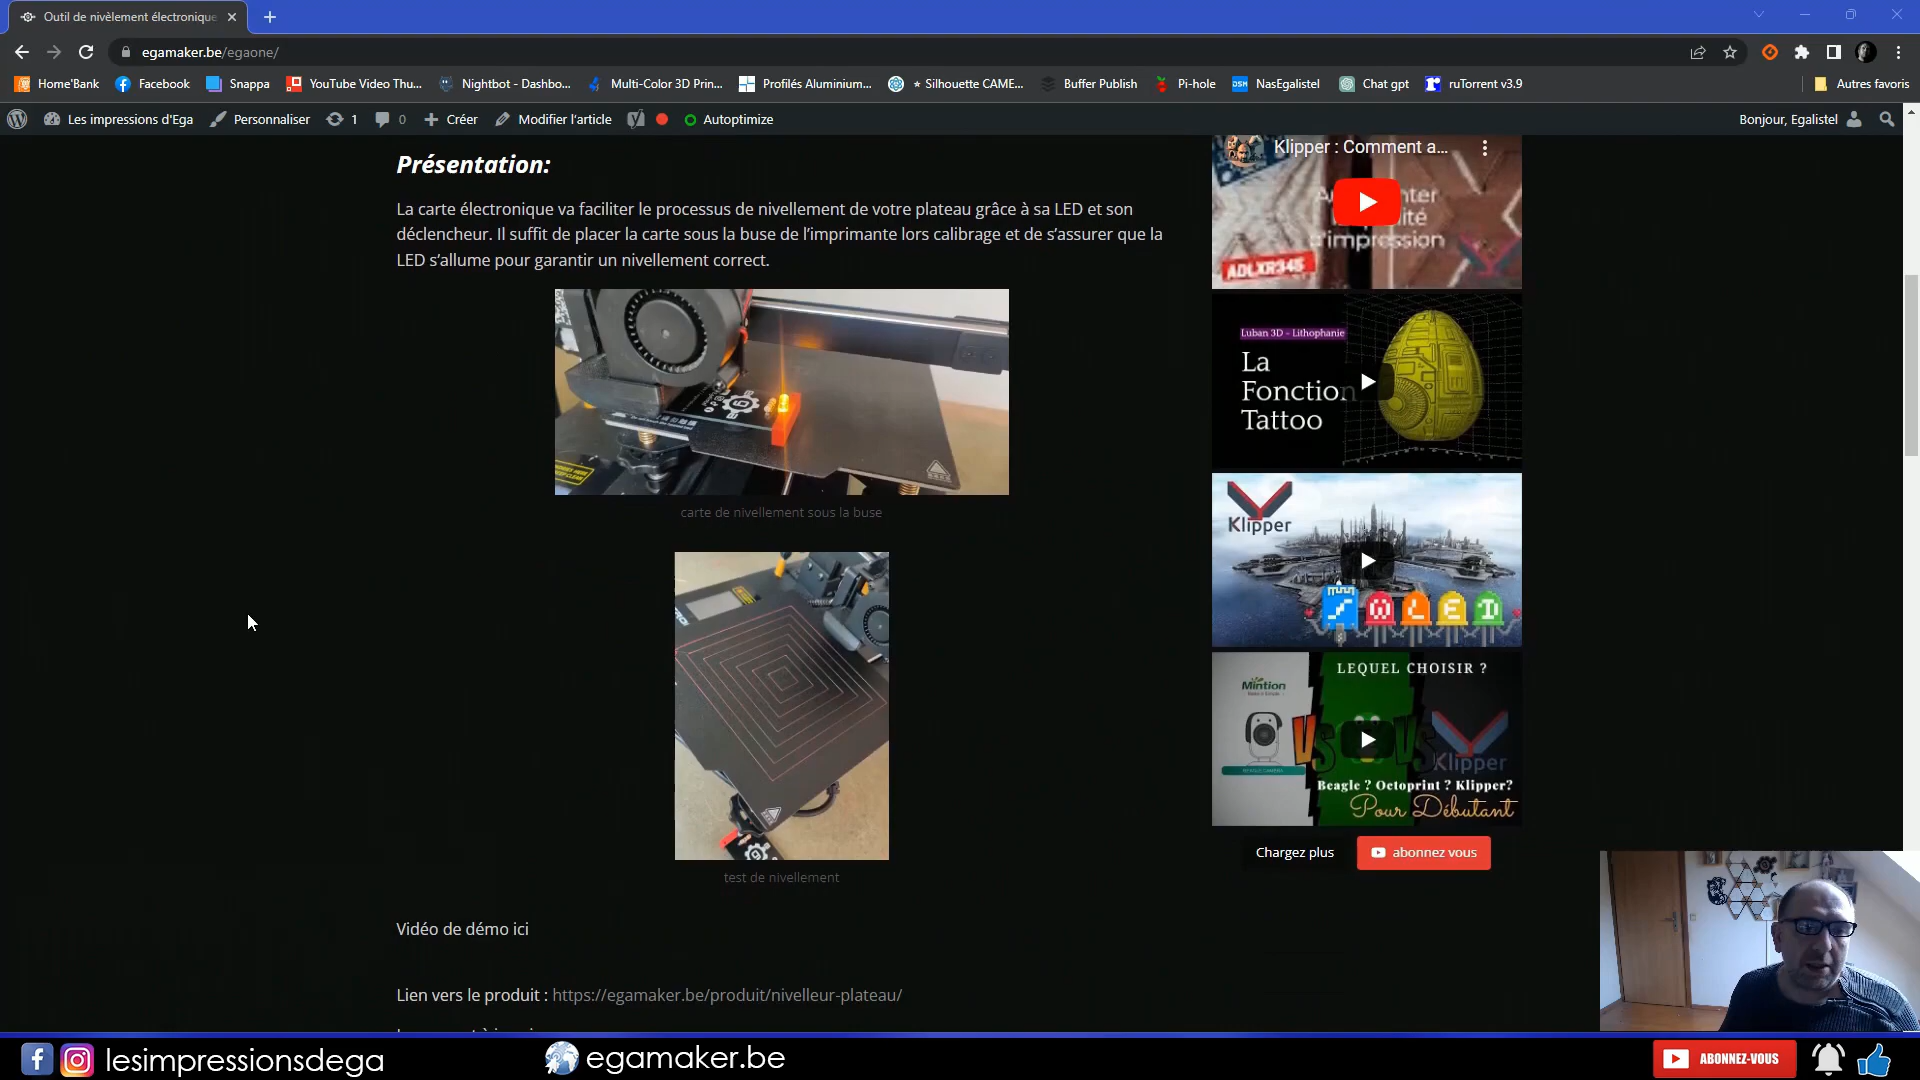 Outil de nivèlement électronique
egamaker.be/egaone/
Home'Bank
Facebook
Snappa
YouTube Video Thu...
Nightbot - Dashbo...
Multi-Color 3D Prin...
Profilés Aluminium...
⭑ Silhouette CAME...
Buffer Publish
Pi-hole
NasEgalistel
Chat gpt
ruTorrent v3.9
Autres favoris
Les impressions d'Ega
Personnaliser
1
0
Créer
Modifier l'article
Autoptimize
Bonjour, Egalistel
Présentation:
La carte électronique va faciliter le processus de nivellement de votre plateau grâce à sa LED et son
déclencheur. Il suffit de placer la carte sous la buse de l'imprimante lors calibrage et de s'assurer que la
LED s'allume pour garantir un nivellement correct.
carte de nivellement sous la buse
test de nivellement
Vidéo de démo ici
Lien vers le produit : https://egamaker.be/produit/nivelleur-plateau/
Klipper : Comment a...
d'impression
ADLXR345
Luban 3D - Lithophanie
La
Fonction
Tattoo
Klipper
WLED
LEQUEL CHOISIR ?
Mintion
VS
Klipper
Beagle ? Octoprint ? Klipper?
Pour Débutant
Chargez plus
abonnez vous
lesimpressionsdega
egamaker.be
ABONNEZ-VOUS